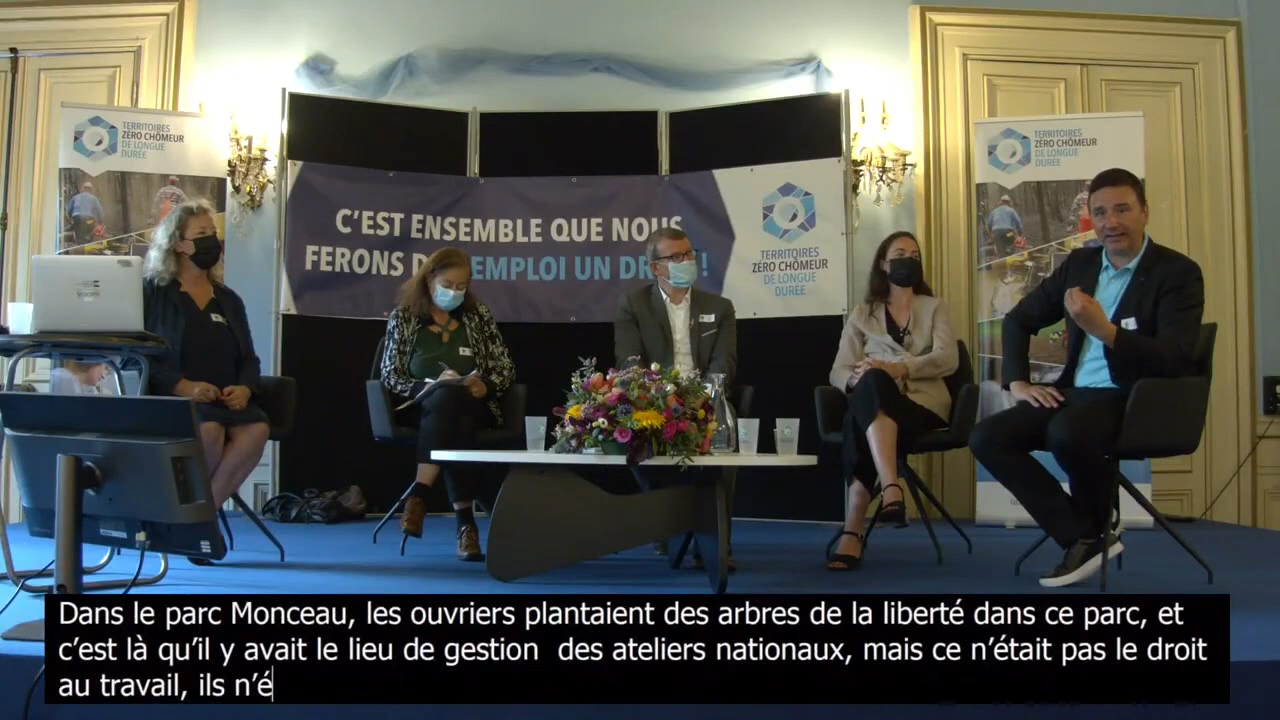 TERRITOIRES
ZÉRO CHÔMEUR
DE LONGUE
DURÉE
C'EST ENSEMBLE QUE NOUS
FERONS D EMPLOI UN DR T !
TERRITOIRES
ZÉRO CHÔMEUR
DE LONGUE
DURÉE
TERRITOIRES
ZÉRO CHÔMEUR
DE LONGUE
DURÉE
Dans le parc Monceau, les ouvriers plantaient des arbres de la liberté dans ce parc, et
c’est là qu’il y avait le lieu de gestion  des ateliers nationaux, mais ce n’était pas le droit
au travail, ils n’é